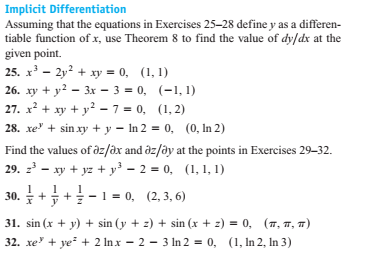 Implicit Differentiation
Assuming that the equations in Exercises 25–28 define y as a differen-
tiable function of x, use Theorem 8 to find the value of dy/dx at the
given point.
25. x³ − 2y² + xy = 0, (1, 1)
26. xy + y² − 3x − 3 = 0, (−1, 1)
27. x² + xy + y² − 7 = 0, (1, 2)
28. xeʸ + sin xy + y − ln 2 = 0, (0, ln 2)
Find the values of ∂z/∂x and ∂z/∂y at the points in Exercises 29–32.
29. z³ − xy + yz + y³ − 2 = 0, (1, 1, 1)
30. 1/x + 1/y + 1/z − 1 = 0, (2, 3, 6)
31. sin (x + y) + sin (y + z) + sin (x + z) = 0, (π, π, π)
32. xeʸ + yeᶻ + 2 ln x − 2 − 3 ln 2 = 0, (1, ln 2, ln 3)